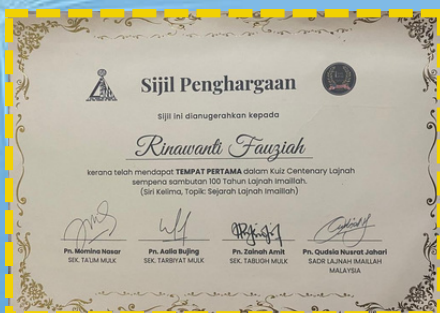 Sijil Penghargaan
Sijil ini dianugerahkan kepada
Rinawanti Fauziah
kerana telah mendapat TEMPAT PERTAMA dalam Kuiz Centenary Lajnah
sempena sambutan 100 Tahun Lajnah Imaillah.
(Siri Kelima, Topik: Sejarah Lajnah Imaillah)
Pn. Momina Nasar
SEK. TA'LIM MULK
Pn. Aalia Bujing
SEK. TARBIYAT MULK
Pn. Zainah Amit
SEK. TABLIGH MULK
Pn. Qudsia Nusrat Jahari
SADR LAJNAH IMAILLAH
MALAYSIA